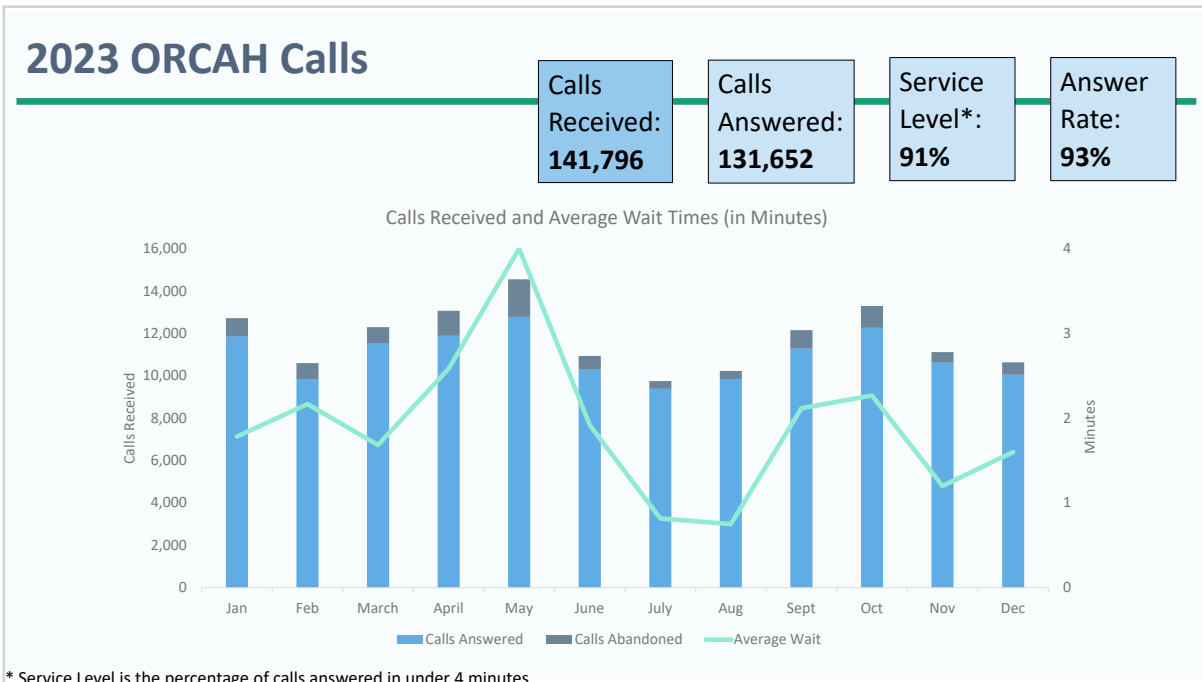 2023 ORCAH Calls
Calls
Received:
141,796
Calls
Answered:
131,652
Service
Level*:
91%
Answer
Rate:
93%
Calls Received and Average Wait Times (in Minutes)
Calls Received
16,000
14,000
12,000
10,000
8,000
6,000
4,000
2,000
0
4
3
2
1
0
Minutes
Jan Feb March April May June July Aug Sept Oct Nov Dec
Calls Answered Calls Abandoned Average Wait
* Service Level is the percentage of calls answered in under 4 minutes